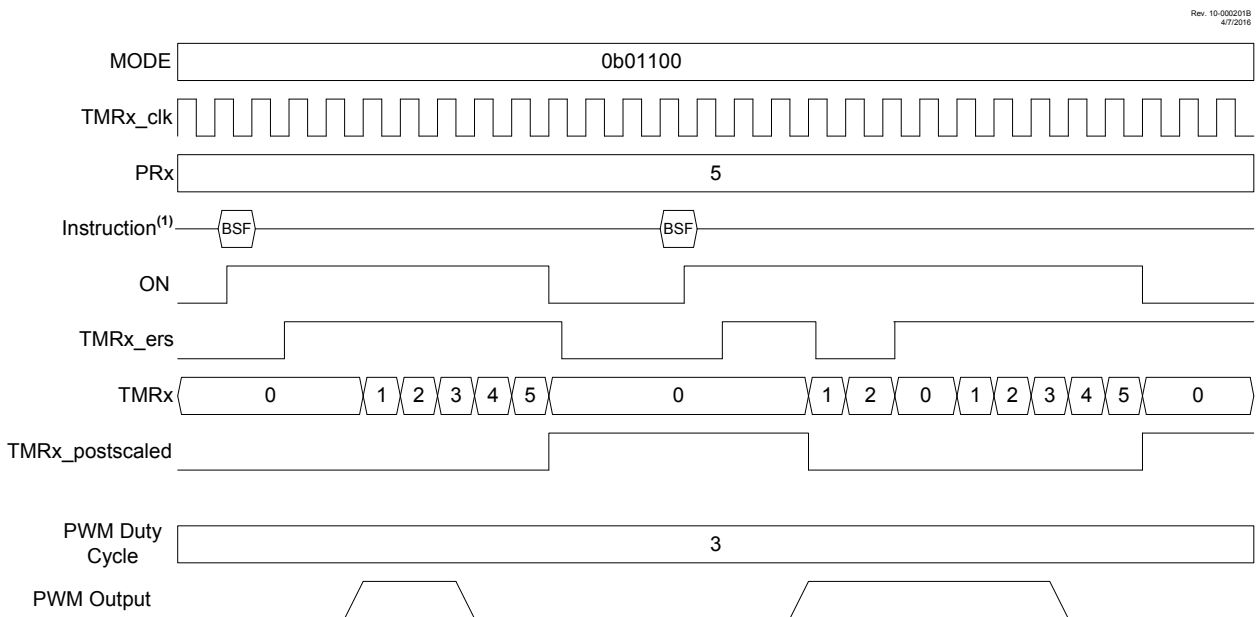 Rev. 10-000201B
4/7/2016
MODE 0b01100
TMRx_clk
PRx 5
Instruction(1) BSF BSF
ON
TMRx_ers
TMRx 0 1 2 3 4 5 0 1 2 0 1 2 3 4 5 0
TMRx_postscaled
PWM Duty
Cycle 3
PWM Output